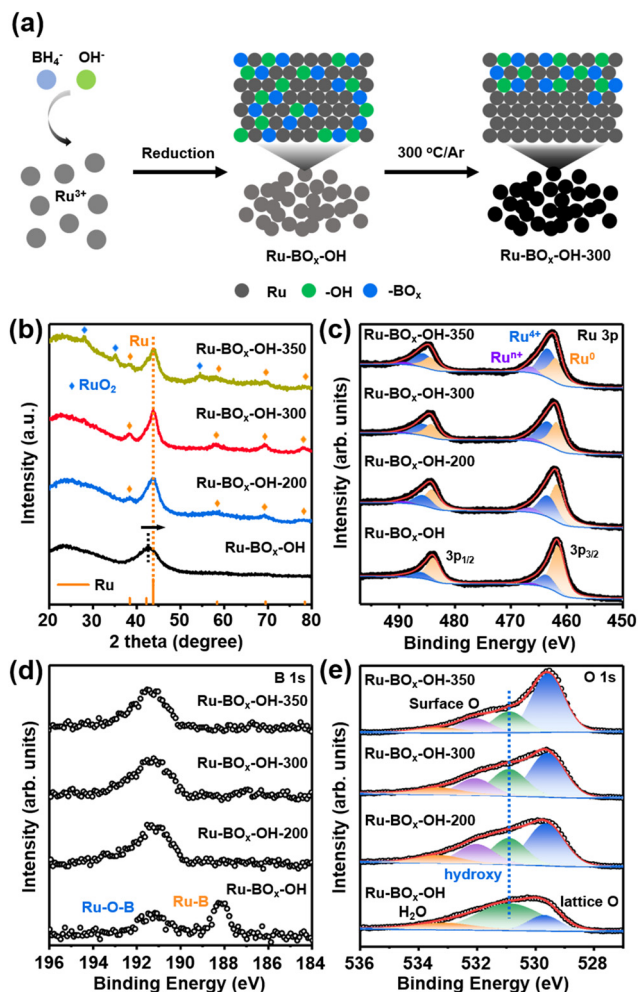 (a)
BH₄⁻ OH⁻
Ru³⁺
Reduction
300 °C/Ar
Ru-BOₓ-OH
Ru-BOₓ-OH-300
Ru -OH -BOₓ
(b)
Ru
Ru-BOₓ-OH-350
RuO₂
Ru-BOₓ-OH-300
Ru-BOₓ-OH-200
Ru-BOₓ-OH
Ru
Intensity (a.u.)
20 30 40 50 60 70 80
2 theta (degree)
(c)
Ru-BOₓ-OH-350 Ru⁴⁺ Ru 3p
Ruⁿ⁺ Ru⁰
Ru-BOₓ-OH-300
Ru-BOₓ-OH-200
Ru-BOₓ-OH
3p₁/₂ 3p₃/₂
Intensity (arb. units)
490 480 470 460 450
Binding Energy (eV)
(d)
B 1s
Ru-BOₓ-OH-350
Ru-BOₓ-OH-300
Ru-BOₓ-OH-200
Ru-BOₓ-OH
Ru-O-B Ru-B
Intensity (arb. units)
196 194 192 190 188 186 184
Binding Energy (eV)
(e)
Ru-BOₓ-OH-350 O 1s
Surface O
Ru-BOₓ-OH-300
Ru-BOₓ-OH-200
hydroxy
Ru-BOₓ-OH
H₂O lattice O
Intensity (arb. units)
536 534 532 530 528
Binding Energy (eV)